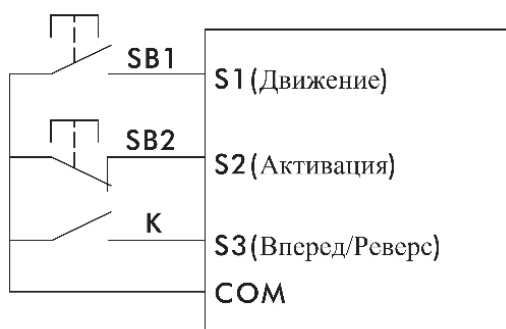 SB1
S1(Движение)
SB2
S2(Активация)
K
S3(Вперед/Реверс)
COM